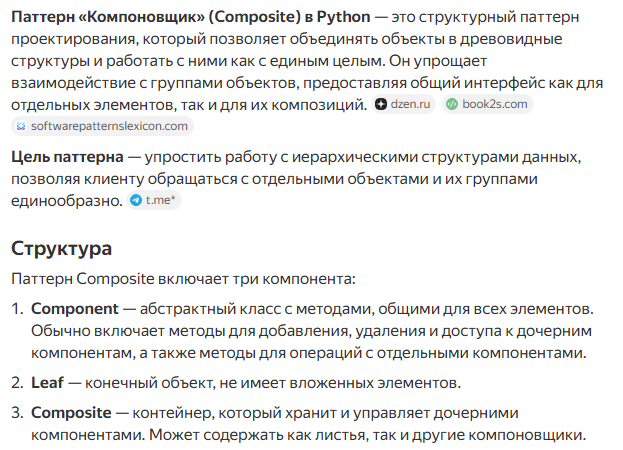 Паттерн «Компоновщик» (Composite) в Python — это структурный паттерн
проектирования, который позволяет объединять объекты в древовидные
структуры и работать с ними как с единым целым. Он упрощает
взаимодействие с группами объектов, предоставляя общий интерфейс как для
отдельных элементов, так и для их композиций. dzen.ru book2s.com
softwarepatternslexicon.com
Цель паттерна — упростить работу с иерархическими структурами данных,
позволяя клиенту обращаться с отдельными объектами и их группами
единообразно. t.me*
Структура
Паттерн Composite включает три компонента:
1. Component — абстрактный класс с методами, общими для всех элементов.
Обычно включает методы для добавления, удаления и доступа к дочерним
компонентам, а также методы для операций с отдельными компонентами.
2. Leaf — конечный объект, не имеет вложенных элементов.
3. Composite — контейнер, который хранит и управляет дочерними
компонентами. Может содержать как листья, так и другие компоновщики.